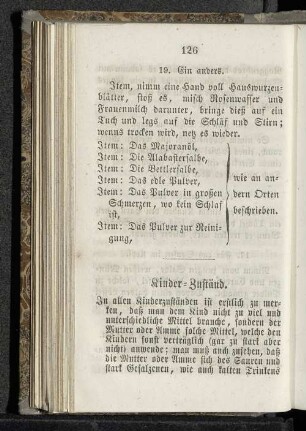 126
19. Ein anders.
Item, nimm eine Hand voll Hauswurzen-
blätter, stoß es, misch Rosenwasser und
Frauenmilch darunter, bringe dieß auf ein
Tuch und legs auf die Schläf und Stirn;
wenns trocken wird, netz es wieder.
Item: Das Majoranöl,
Item: Die Alabastersalbe,
Item: Die Bettlersalbe,
Item: Das edle Pulver,
Item: Das Pulver in großen
Schmerzen, wo kein Schlaf
ist,
Item: Das Pulver zur Reini-
gung,
wie an an-
dern Orten
beschrieben.
Kinder-Zuständ.
In allen Kinderzuständen ist erstlich zu mer-
ken, daß man dem Kind nicht zu viel und
unterschiedliche Mittel brauche, sondern der
Mutter oder Amme solche Mittel, welche den
Kindern sonst verträglich (gar zu stark aber
nicht) anwende; man muß auch zusehen, daß
die Mutter oder Amme sich des Sauren und
stark Gesalzenen, wie auch kalten Trinkens